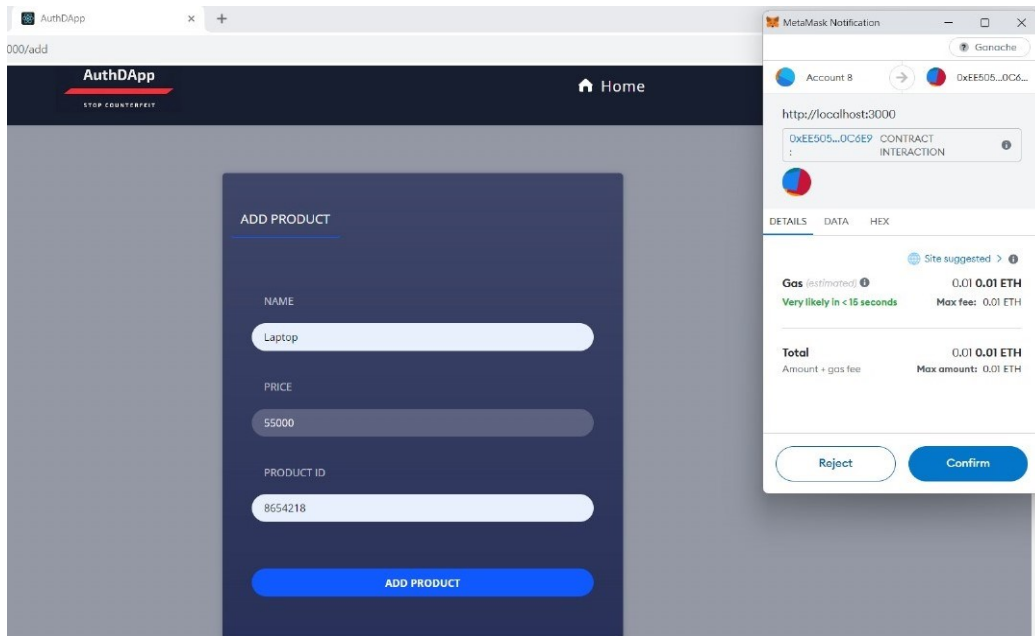 AuthDApp
000/add
AuthDApp
STOP COUNTERFEIT
Home
ADD PRODUCT
NAME
Laptop
PRICE
55000
PRODUCT ID
8654218
ADD PRODUCT
MetaMask Notification
Ganache
Account 8
0xEE505...0C6...
http://localhost:3000
0xEE505...0C6E9 CONTRACT
: INTERACTION
DETAILS DATA HEX
Site suggested >
Gas (estimated) 0.01 0.01 ETH
Very likely in < 15 seconds Max fee: 0.01 ETH
Total 0.01 0.01 ETH
Amount + gas fee Max amount: 0.01 ETH
Reject Confirm